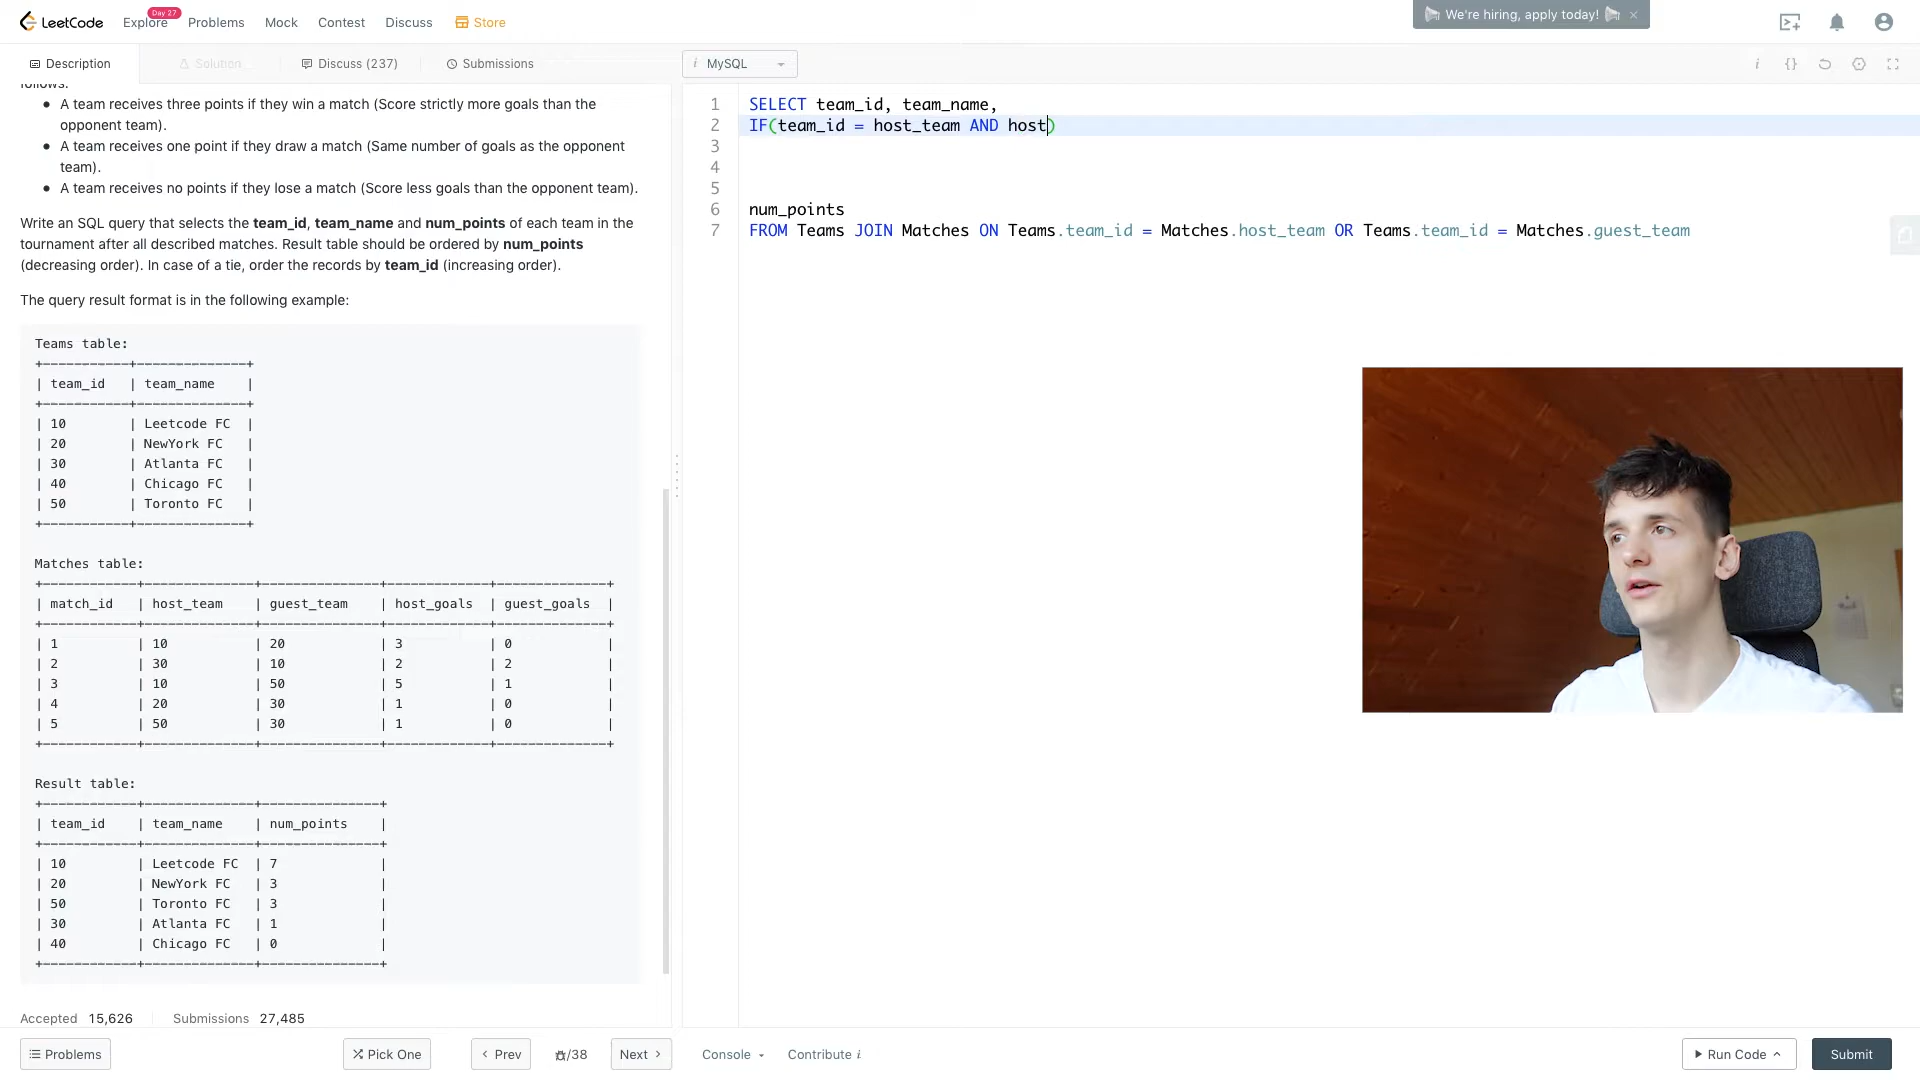 LeetCode
Explore
Day 27
Problems
Mock
Contest
Discuss
Store
We're hiring, apply today!
Description
Solution
Discuss (237)
Submissions
MySQL
follows:
A team receives three points if they win a match (Score strictly more goals than the
opponent team).
A team receives one point if they draw a match (Same number of goals as the opponent
team).
A team receives no points if they lose a match (Score less goals than the opponent team).
Write an SQL query that selects the team_id, team_name and num_points of each team in the
tournament after all described matches. Result table should be ordered by num_points
(decreasing order). In case of a tie, order the records by team_id (increasing order).
The query result format is in the following example:
Teams table:
+-----------+--------------+
| team_id   | team_name    |
+-----------+--------------+
| 10        | Leetcode FC  |
| 20        | NewYork FC   |
| 30        | Atlanta FC   |
| 40        | Chicago FC   |
| 50        | Toronto FC   |
+-----------+--------------+
Matches table:
+------------+--------------+---------------+-------------+--------------+
| match_id   | host_team    | guest_team    | host_goals  | guest_goals  |
+------------+--------------+---------------+-------------+--------------+
| 1          | 10           | 20            | 3           | 0            |
| 2          | 30           | 10            | 2           | 2            |
| 3          | 10           | 50            | 5           | 1            |
| 4          | 20           | 30            | 1           | 0            |
| 5          | 50           | 30            | 1           | 0            |
+------------+--------------+---------------+-------------+--------------+
Result table:
+------------+--------------+---------------+
| team_id    | team_name    | num_points    |
+------------+--------------+---------------+
| 10         | Leetcode FC  | 7             |
| 20         | NewYork FC   | 3             |
| 50         | Toronto FC   | 3             |
| 30         | Atlanta FC   | 1             |
| 40         | Chicago FC   | 0             |
+------------+--------------+---------------+
Accepted 15,626
Submissions 27,485
1 SELECT team_id, team_name,
2 IF(team_id = host_team AND host)
3
4
5
6 num_points
7 FROM Teams JOIN Matches ON Teams.team_id = Matches.host_team OR Teams.team_id = Matches.guest_team
Problems
Pick One
Prev
/38
Next
Console
Contribute i
Run Code
Submit